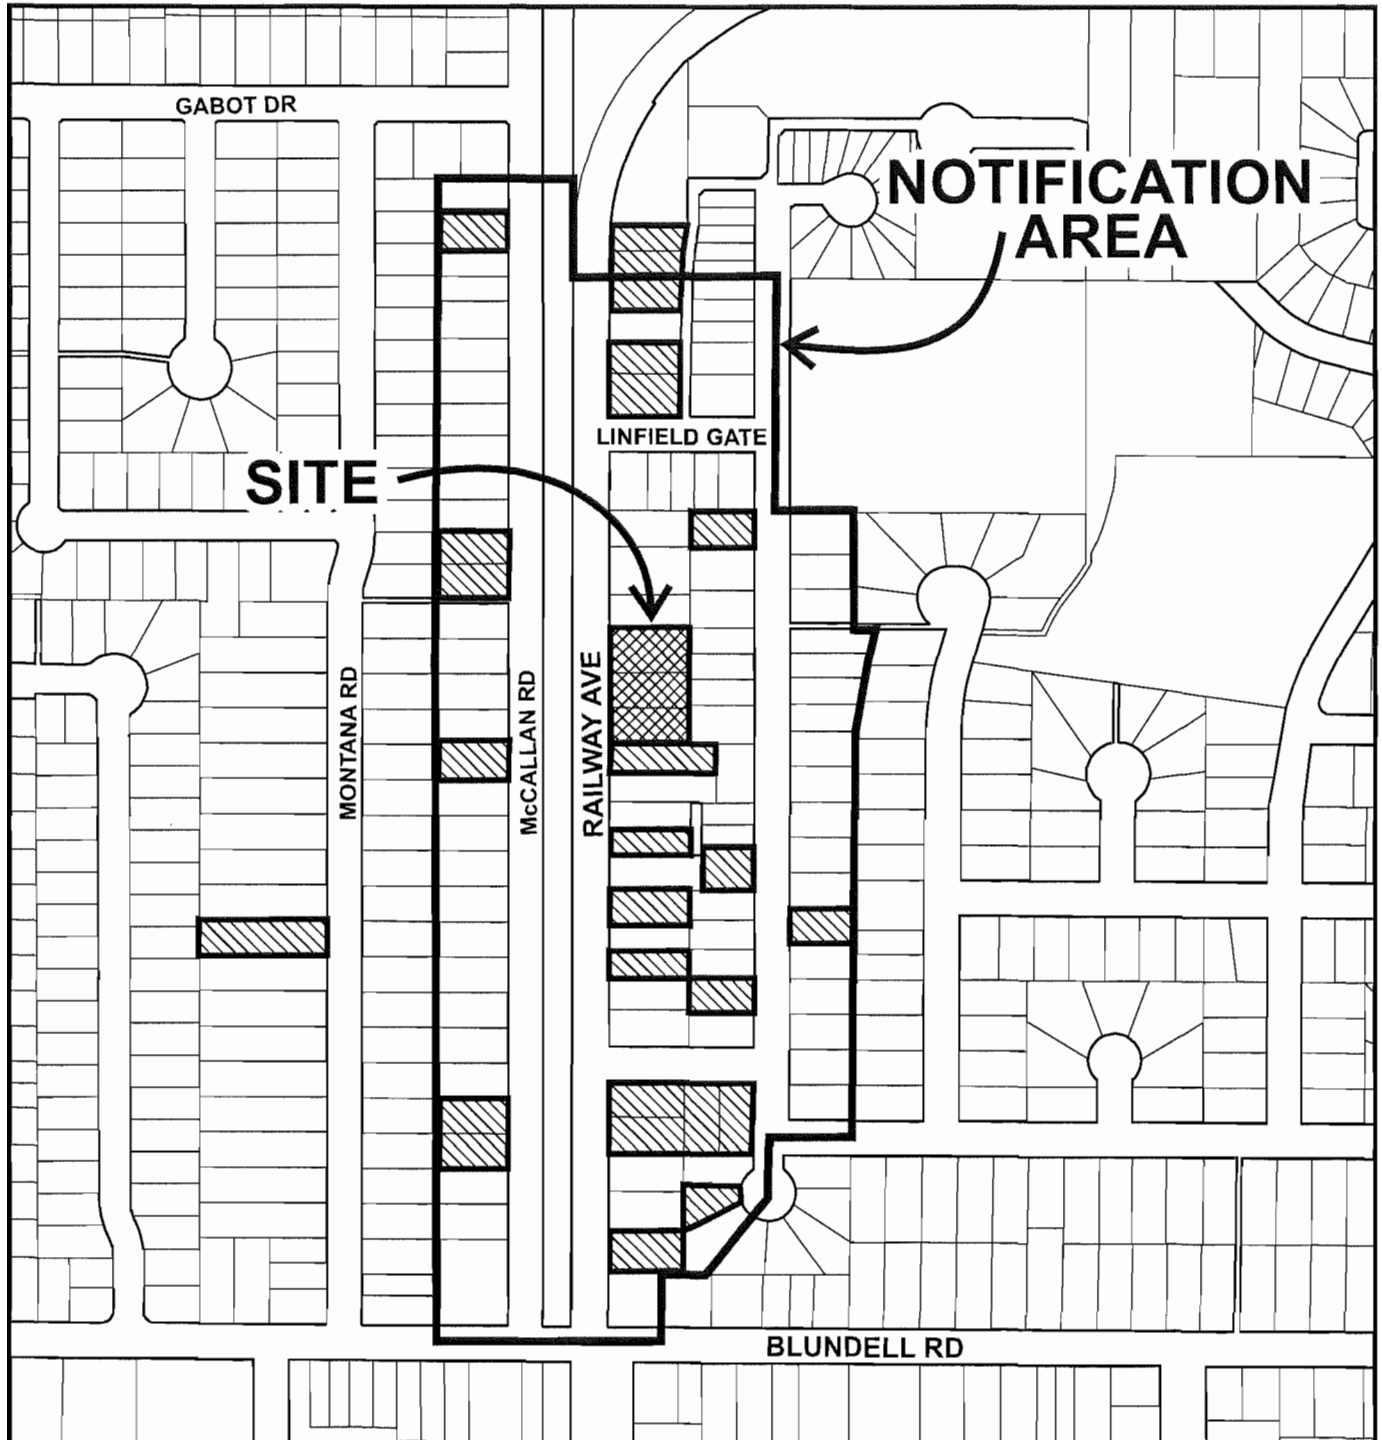 GABOT DR
NOTIFICATION
AREA
LINFIELD GATE
SITE
MONTANA RD
McCALLAN RD
RAILWAY AVE
BLUNDELL RD